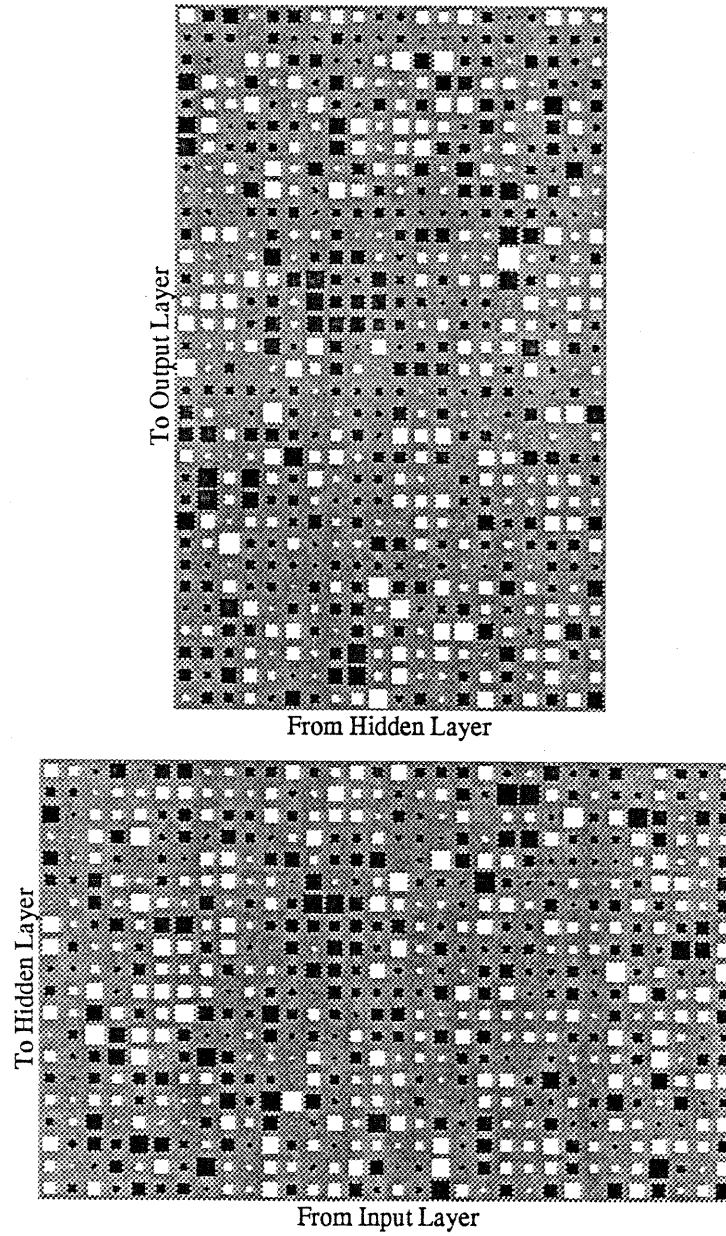 To Output Layer
From Hidden Layer
To Hidden Layer
From Input Layer